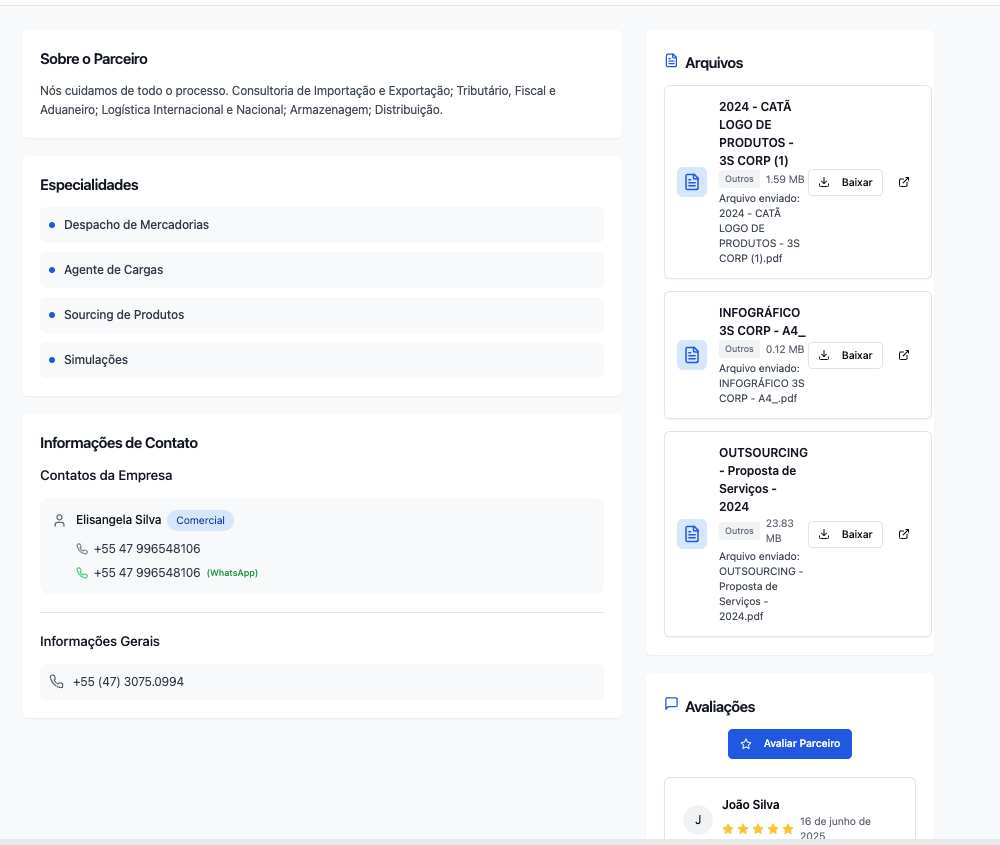 Sobre o Parceiro
Nós cuidamos de todo o processo. Consultoria de Importação e Exportação; Tributário, Fiscal e
Aduaneiro; Logística Internacional e Nacional; Armazenagem; Distribuição.
Especialidades
Despacho de Mercadorias
Agente de Cargas
Sourcing de Produtos
Simulações
Informações de Contato
Contatos da Empresa
Elisangela Silva Comercial
+55 47 996548106
+55 47 996548106 (WhatsApp)
Informações Gerais
+55 (47) 3075.0994
Arquivos
2024 - CATÃ
LOGO DE
PRODUTOS -
3S CORP (1)
Outros 1.59 MB
Baixar
Arquivo enviado:
2024 - CATÃ
LOGO DE
PRODUTOS - 3S
CORP (1).pdf
INFOGRÁFICO
3S CORP - A4_
Outros 0.12 MB
Baixar
Arquivo enviado:
INFOGRÁFICO 3S
CORP - A4_.pdf
OUTSOURCING
- Proposta de
Serviços -
2024
Outros 23.83
MB
Baixar
Arquivo enviado:
OUTSOURCING -
Proposta de
Serviços -
2024.pdf
Avaliações
Avaliar Parceiro
J
João Silva
16 de junho de
2025